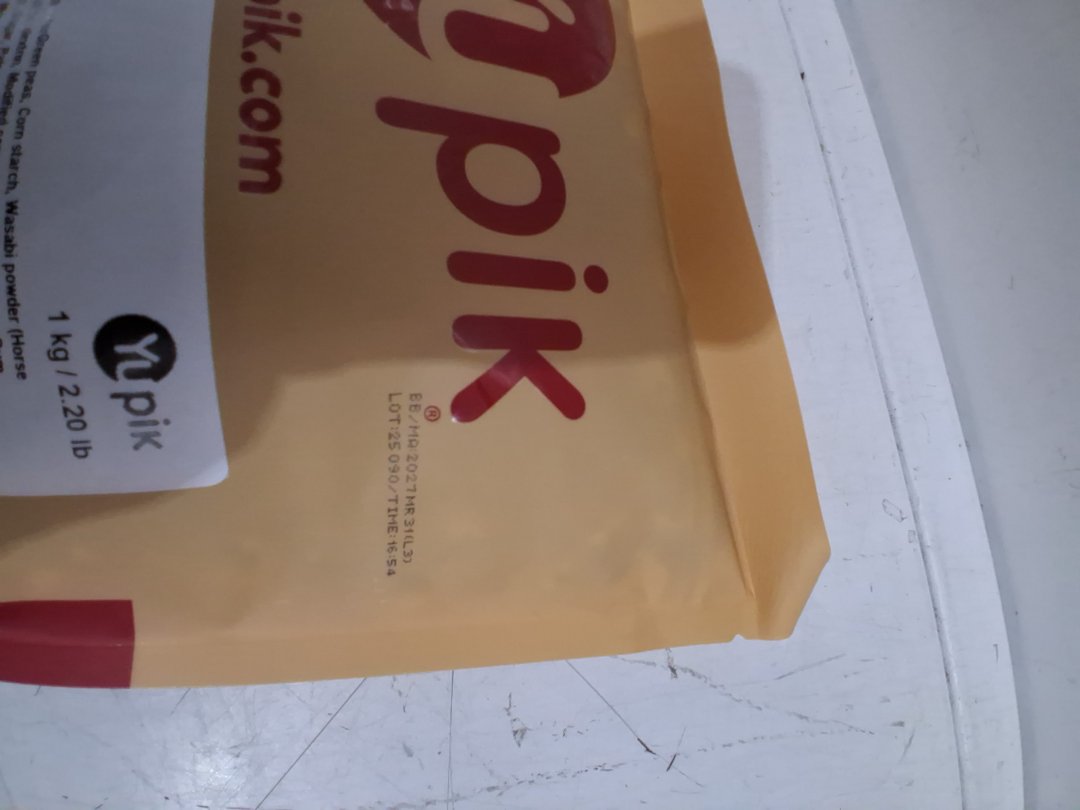 pik
®
pik.com
BB/MA:2027MR31(L3)
LOT:25090/TIME:16:54
pik
1 kg / 2.20 lb
Green peas, Corn starch, Wasabi powder (Horse
Modified